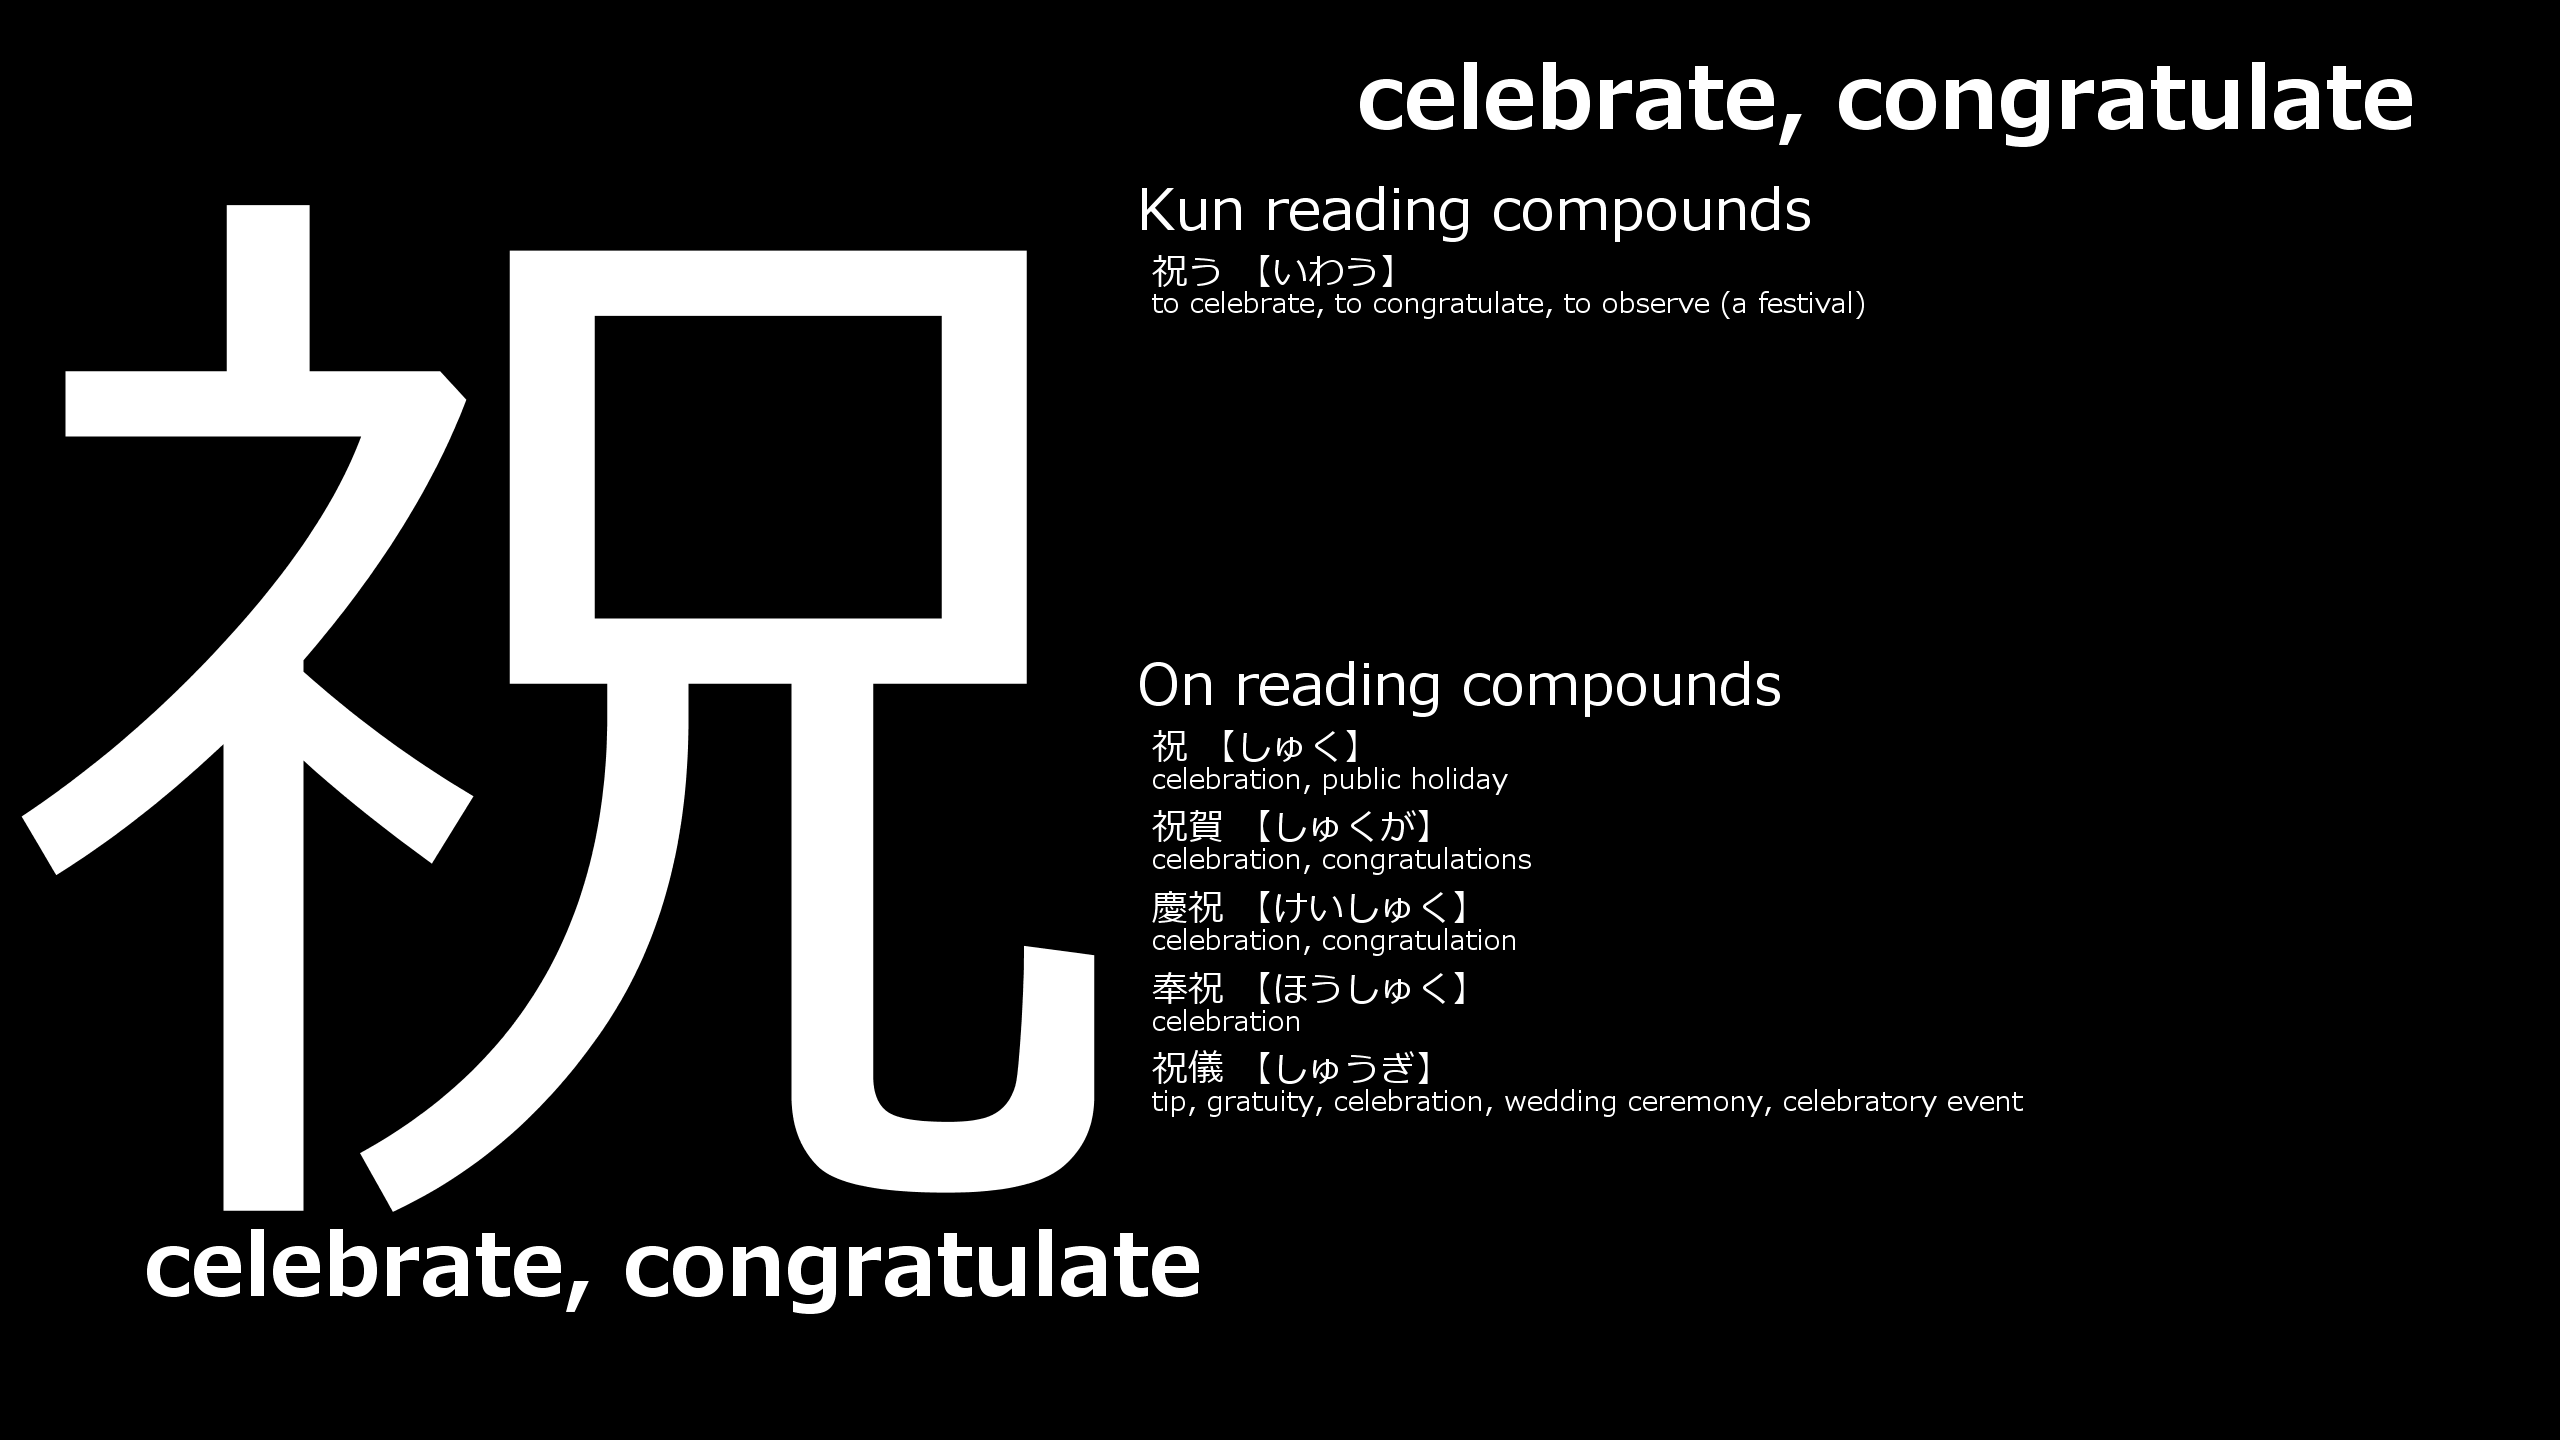 celebrate, congratulate
祝
celebrate, congratulate
Kun reading compounds
祝う 【いわう】
to celebrate, to congratulate, to observe (a festival)
On reading compounds
祝 【しゅく】
celebration, public holiday
祝賀 【しゅくが】
celebration, congratulations
慶祝 【けいしゅく】
celebration, congratulation
奉祝 【ほうしゅく】
celebration
祝儀 【しゅうぎ】
tip, gratuity, celebration, wedding ceremony, celebratory event